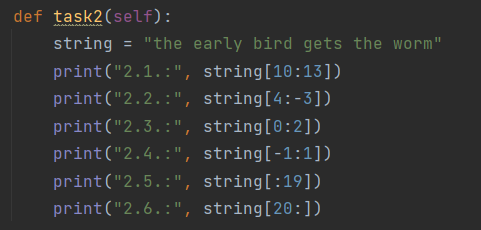 def task2(self):
    string = "the early bird gets the worm"
    print("2.1.:", string[10:13])
    print("2.2.:", string[4:-3])
    print("2.3.:", string[0:2])
    print("2.4.:", string[-1:1])
    print("2.5.:", string[:19])
    print("2.6.:", string[20:])